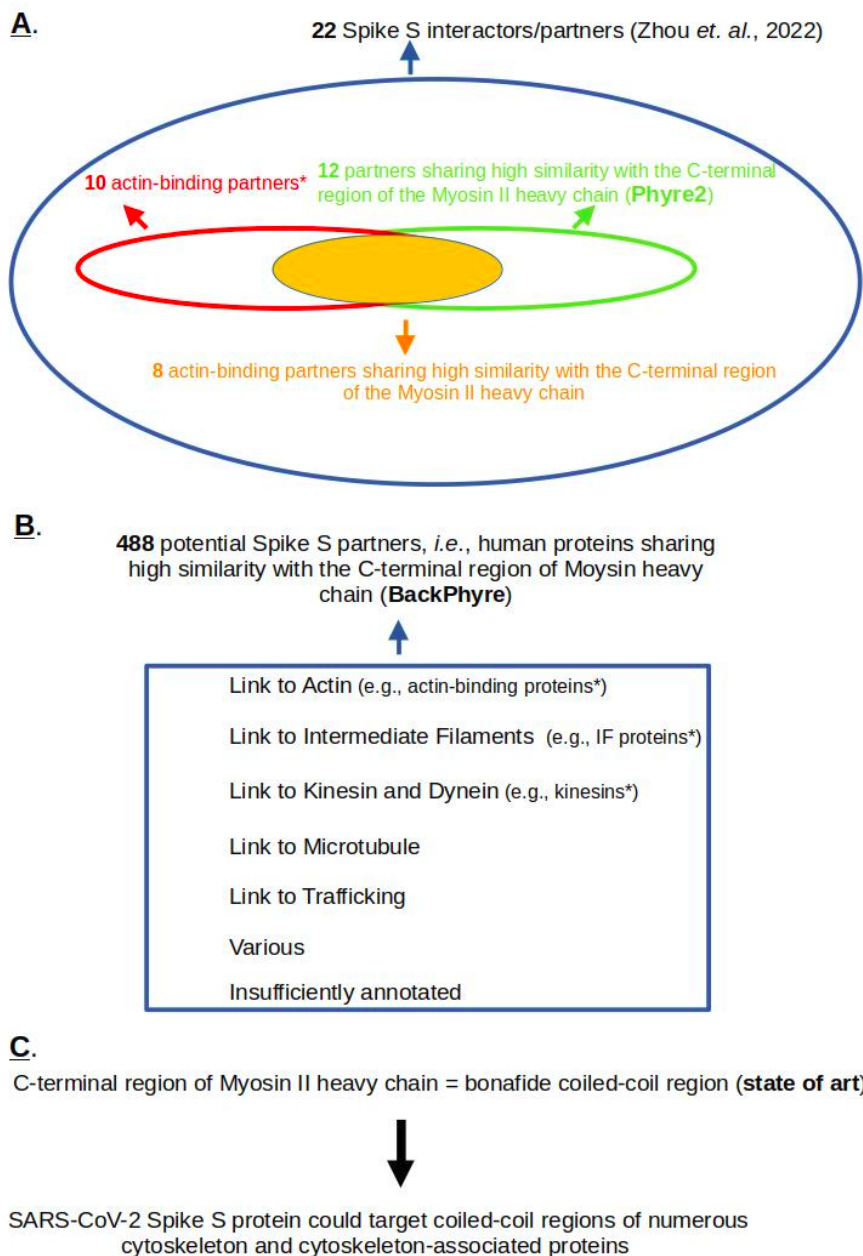 A.
22 Spike S interactors/partners (Zhou et. al., 2022)
10 actin-binding partners*
12 partners sharing high similarity with the C-terminal
region of the Myosin II heavy chain (Phyre2)
8 actin-binding partners sharing high similarity with the C-terminal region
of the Myosin II heavy chain
B.
488 potential Spike S partners, i.e., human proteins sharing
high similarity with the C-terminal region of Moysin heavy
chain (BackPhyre)
Link to Actin (e.g., actin-binding proteins*)
Link to Intermediate Filaments (e.g., IF proteins*)
Link to Kinesin and Dynein (e.g., kinesins*)
Link to Microtubule
Link to Trafficking
Various
Insufficiently annotated
C.
C-terminal region of Myosin II heavy chain = bonafide coiled-coil region (state of art)
SARS-CoV-2 Spike S protein could target coiled-coil regions of numerous
cytoskeleton and cytoskeleton-associated proteins